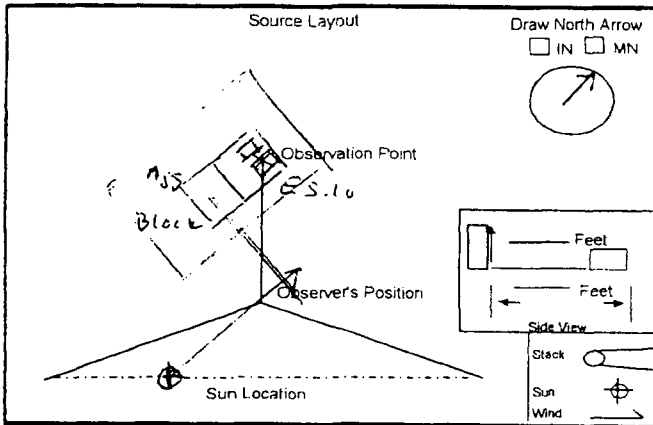 Source Layout
Draw North Arrow
IN MN
Observation Point
Block
Feet
Observer's Position
Feet
Side View
Stack
Sun Location
Sun
Wind